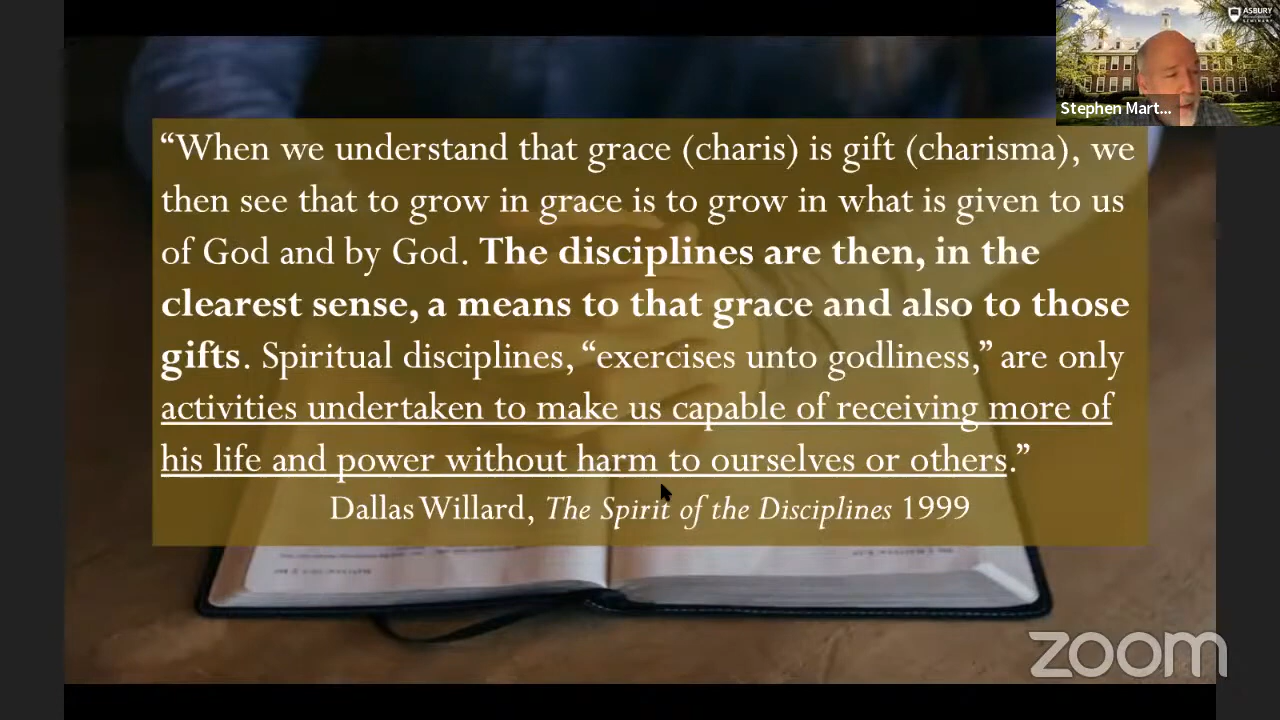 ASBURY
SEMINARY
Stephen Mart...
“When we understand that grace (charis) is gift (charisma), we
then see that to grow in grace is to grow in what is given to us
of God and by God. The disciplines are then, in the
clearest sense, a means to that grace and also to those
gifts. Spiritual disciplines, “exercises unto godliness,” are only
activities undertaken to make us capable of receiving more of
his life and power without harm to ourselves or others.”
Dallas Willard, The Spirit of the Disciplines 1999
zoom